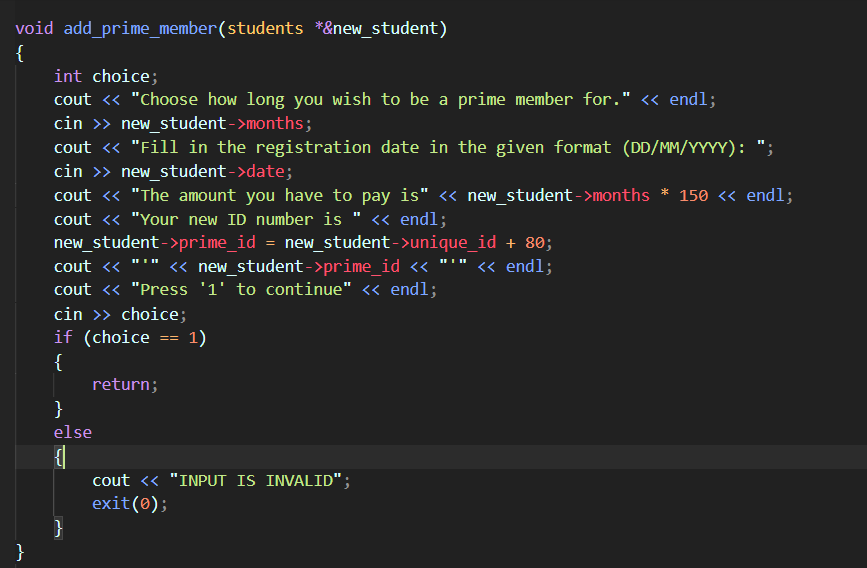 void add_prime_member(students *&new_student)
{
    int choice;
    cout << "Choose how long you wish to be a prime member for." << endl;
    cin >> new_student->months;
    cout << "Fill in the registration date in the given format (DD/MM/YYYY): ";
    cin >> new_student->date;
    cout << "The amount you have to pay is" << new_student->months * 150 << endl;
    cout << "Your new ID number is " << endl;
    new_student->prime_id = new_student->unique_id + 80;
    cout << "'" << new_student->prime_id << "'" << endl;
    cout << "Press '1' to continue" << endl;
    cin >> choice;
    if (choice == 1)
    {
        return;
    }
    else
    {
        cout << "INPUT IS INVALID";
        exit(0);
    }
}